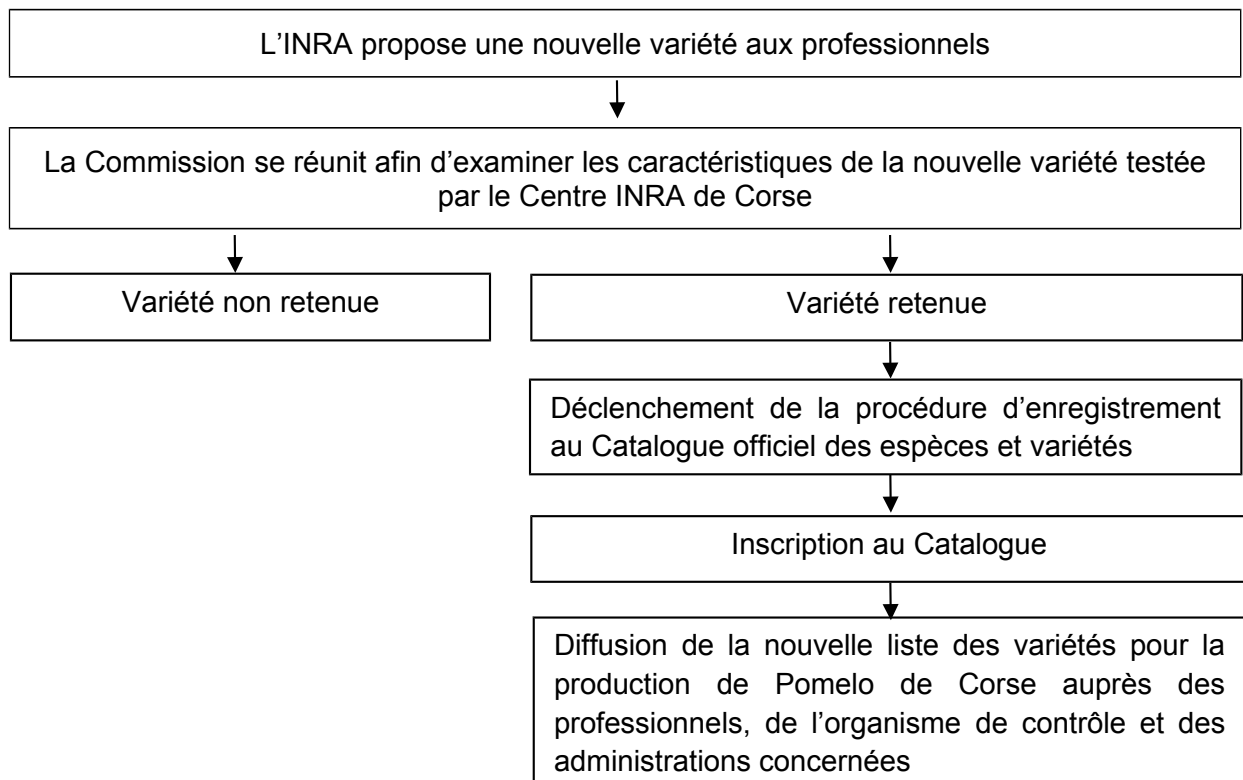 L’INRA propose une nouvelle variété aux professionnels
La Commission se réunit afin d’examiner les caractéristiques de la nouvelle variété testée
par le Centre INRA de Corse
Variété non retenue
Variété retenue
Déclenchement de la procédure d’enregistrement
au Catalogue officiel des espèces et variétés
Inscription au Catalogue
Diffusion de la nouvelle liste des variétés pour la
production de Pomelo de Corse auprès des
professionnels, de l’organisme de contrôle et des
administrations concernées